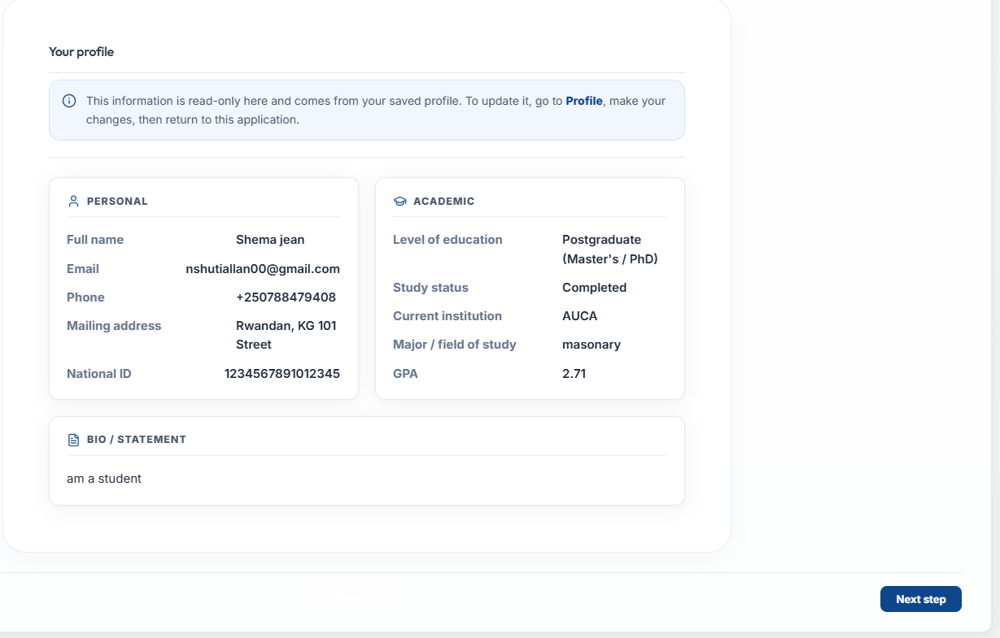 Your profile
This information is read-only here and comes from your saved profile. To update it, go to Profile, make your
changes, then return to this application.
PERSONAL
Full name Shema jean
Email nshutiallan00@gmail.com
Phone +250788479408
Mailing address Rwandan, KG 101
Street
National ID 1234567891012345
ACADEMIC
Level of education Postgraduate
(Master's / PhD)
Study status Completed
Current institution AUCA
Major / field of study masonary
GPA 2.71
BIO / STATEMENT
am a student
Next step